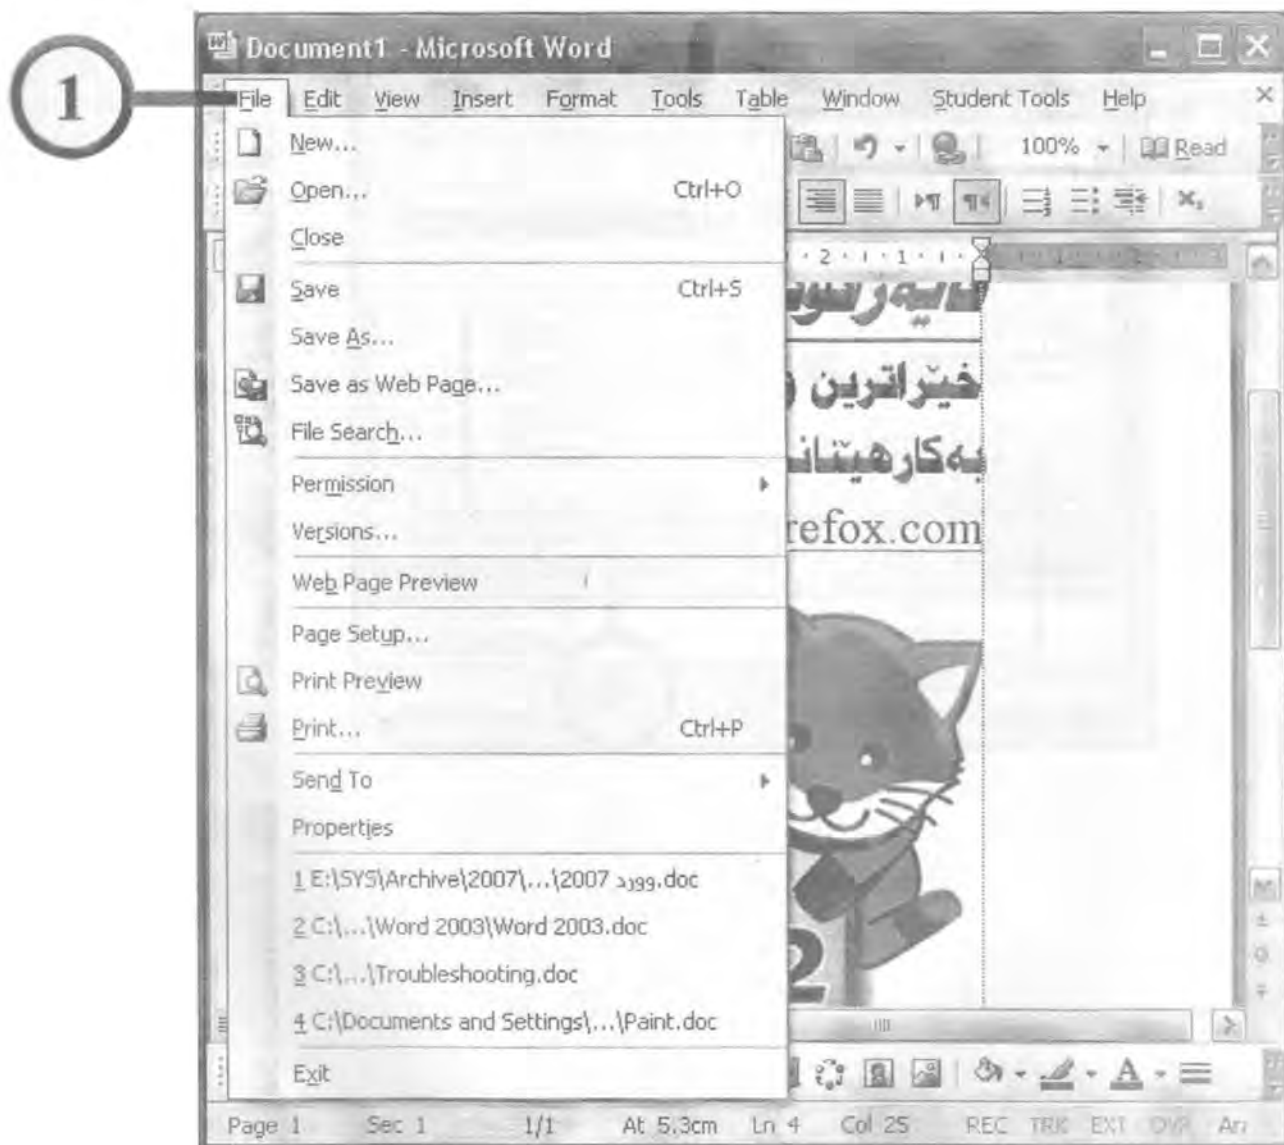 Document1 - Microsoft Word
1
File Edit View Insert Format Tools Table Window Student Tools Help
100% Read
New...
Open... Ctrl+O
Close
2 1
Save Ctrl+S
Save As...
Save as Web Page...
خێراترین
File Search...
بەکارهێنانـ
Permission
Versions...
refox.com
Web Page Preview
Page Setup...
Print Preview
Print... Ctrl+P
Send To
Properties
1 E:\SYS\Archive\2007\...\2007 وورد.doc
2 C:\...\Word 2003\Word 2003.doc
2
3 C:\...\Troubleshooting.doc
4 C:\Documents and Settings\...\Paint.doc
Exit
Page 1 Sec 1 1/1 At 5,3cm Ln 4 Col 25 REC TRK EXT OVR